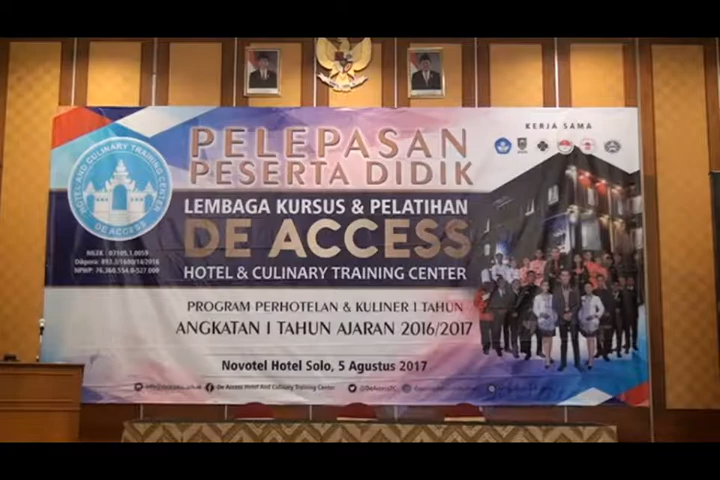 KERJA SAMA
PELEPASAN
PESERTA DIDIK
HOTEL AND CULINARY TRAINING CENTER
DE ACCESS
LEMBAGA KURSUS & PELATIHAN
DE ACCESS
HOTEL & CULINARY TRAINING CENTER
PROGRAM PERHOTELAN & KULINER 1 TAHUN
ANGKATAN I TAHUN AJARAN 2016/2017
Novotel Hotel Solo, 5 Agustus 2017
De Access Hotel And Culinary Training Center